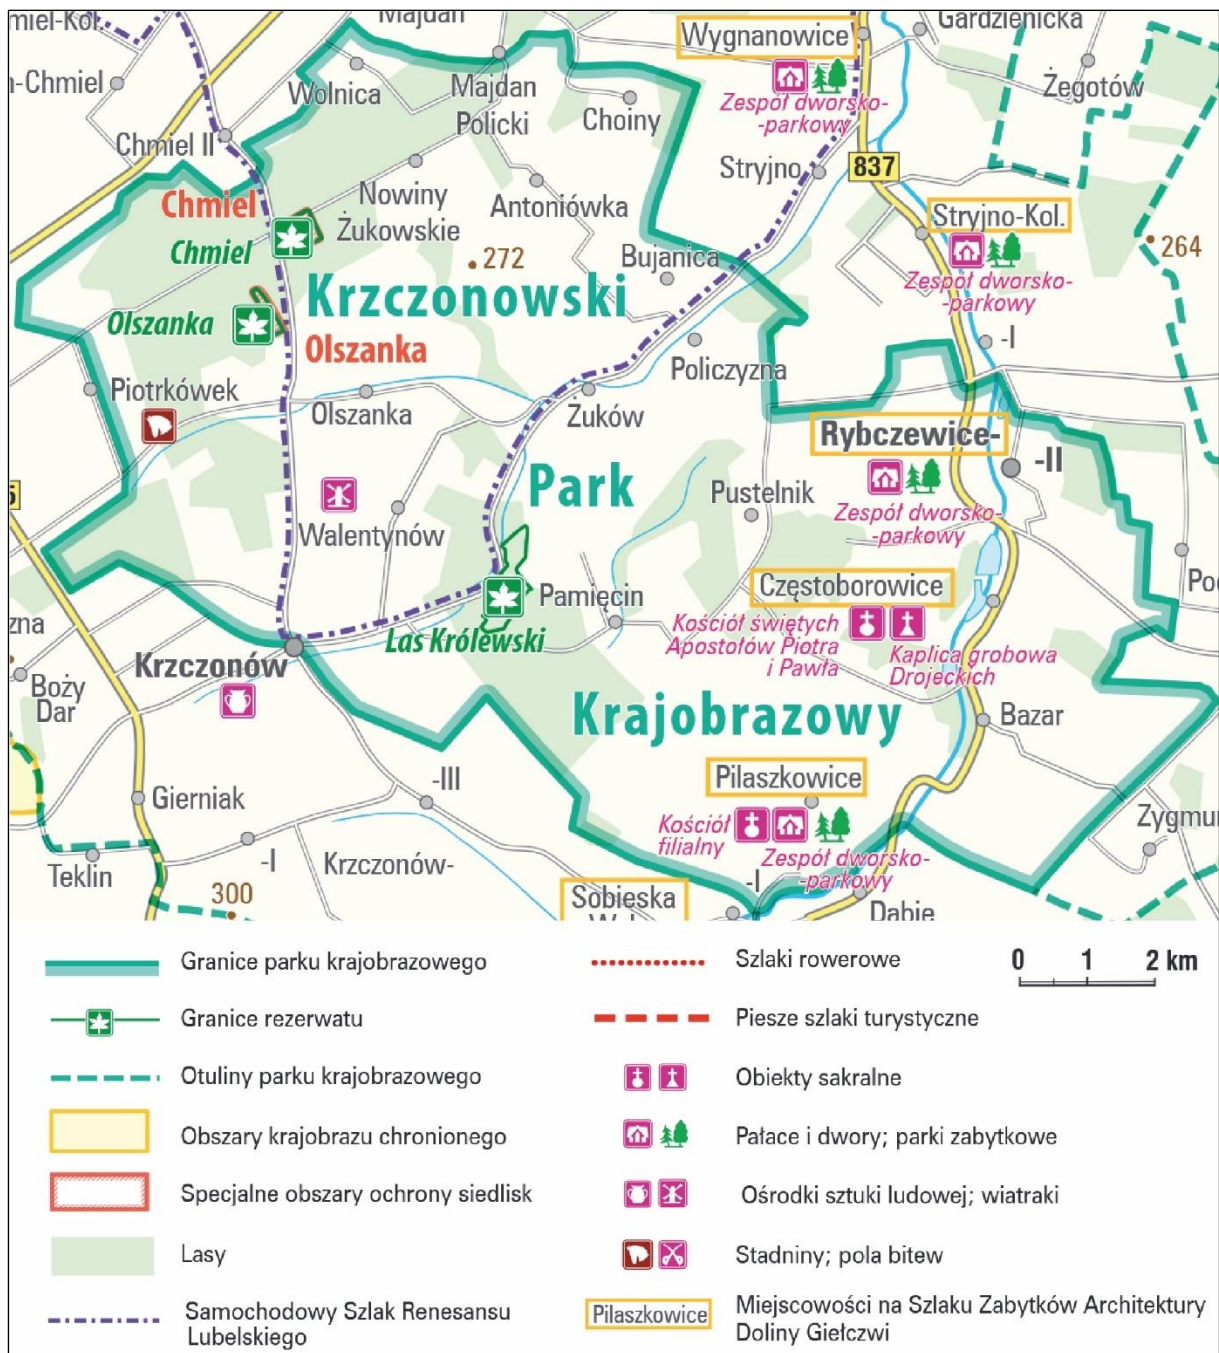 miel-Kol.
Majdan
Wygnanowice
Gardzienicka
n-Chmiel
Wolnica
Majdan
Policki
Choiny
Zespół dworsko-
-parkowy
Żegotów
Chmiel II
Stryjno
837
Chmiel
Nowiny
Żukowskie
Antoniówka
Stryjno-Kol.
Chmiel
272
Bujanica
264
Zespół dworsko-
-parkowy
Krzczonowski
Olszanka
Olszanka
-I
Piotrkówek
Olszanka
Policzyzna
Żuków
Rybczewice-
-II
Park
Pustelnik
Zespół dworsko-
-parkowy
Walentynów
Częstoborowice
Pamięcin
Kościół świętych
Apostołów Piotra
i Pawła
Kaplica grobowa
Drojeckich
zna
Las Królewski
Krzczonów
Boży
Dar
Krajobrazowy
Bazar
Pilaszkowice
-III
Gierniak
Kościół
filialny
Zespół dworsko-
-parkowy
Zygmu
-I
Teklin
Krzczonów-
300
Sobieska
-I
Dąbie
Granice parku krajobrazowego
Granice rezerwatu
Otuliny parku krajobrazowego
Obszary krajobrazu chronionego
Specjalne obszary ochrony siedlisk
Lasy
Samochodowy Szlak Renesansu
Lubelskiego
Szlaki rowerowe
0 1 2 km
Piesze szlaki turystyczne
Obiekty sakralne
Pałace i dwory; parki zabytkowe
Ośrodki sztuki ludowej; wiatraki
Stadniny; pola bitew
Pilaszkowice
Miejscowości na Szlaku Zabytków Architektury
Doliny Giełczwi